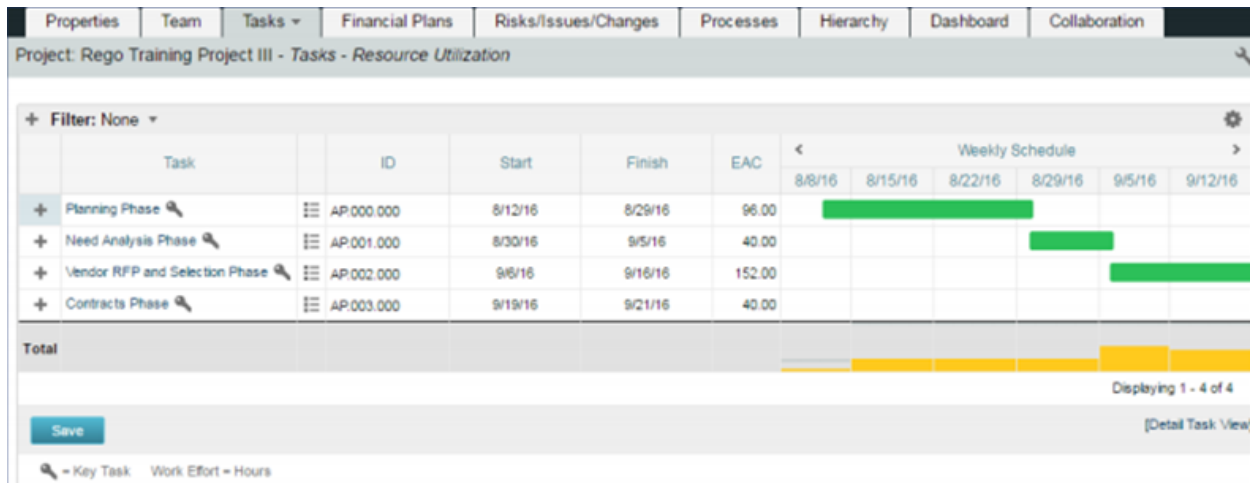 Properties Team Tasks Financial Plans Risks/Issues/Changes Processes Hierarchy Dashboard Collaboration
Project: Rego Training Project III - Tasks - Resource Utilization
Filter: None
Task ID Start Finish EAC Weekly Schedule
8/8/16 8/15/16 8/22/16 8/29/16 9/5/16 9/12/16
Planning Phase AP.000.000 8/12/16 8/29/16 96.00
Need Analysis Phase AP.001.000 8/30/16 9/5/16 40.00
Vendor RFP and Selection Phase AP.002.000 9/6/16 9/16/16 152.00
Contracts Phase AP.003.000 9/19/16 9/21/16 40.00
Total
Displaying 1 - 4 of 4
Save [Detail Task View]
= Key Task Work Effort = Hours